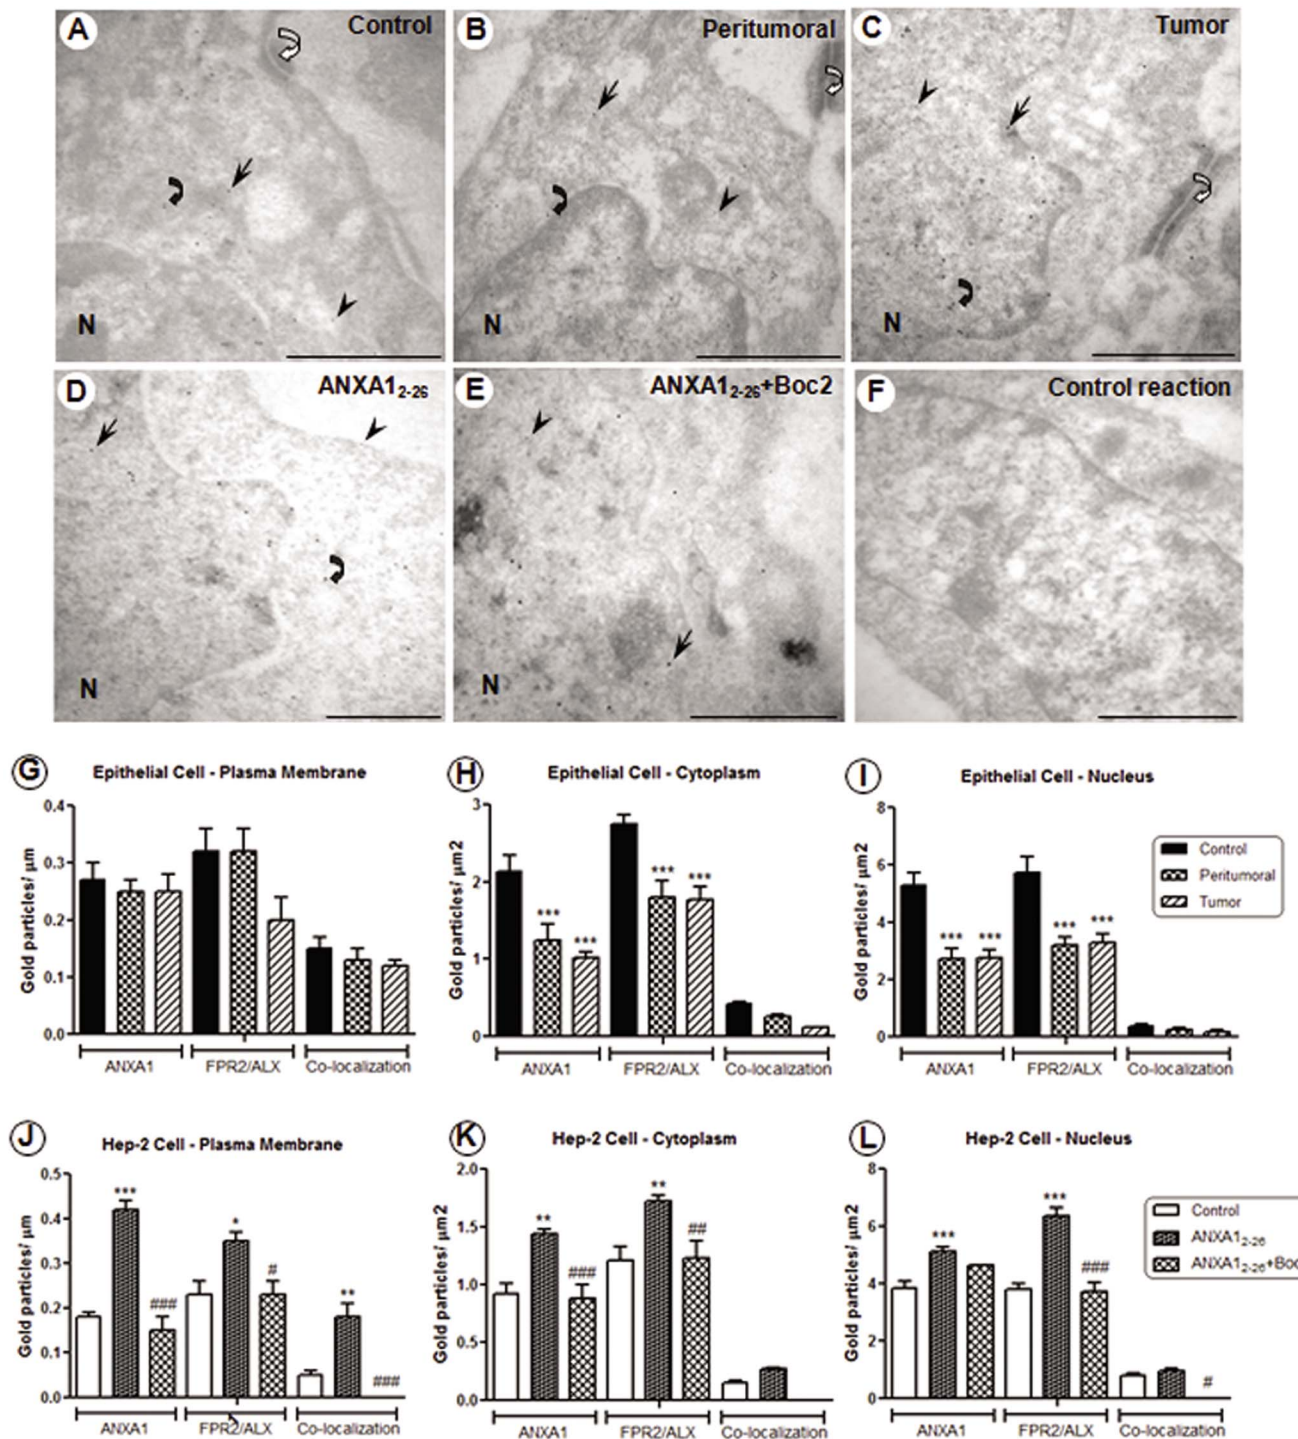 A Control
B Peritumoral
C Tumor
N
N
N
D ANXA1₂₋₂₆
E ANXA1₂₋₂₆+Boc2
F Control reaction
N
N
G Epithelial Cell - Plasma Membrane
Gold particles/ µm
0.4
0.3
0.2
0.1
0.0
ANXA1 FPR2/ALX Co-localization
H Epithelial Cell - Cytoplasm
Gold particles/ µm2
3
2
1
0
*** *** *** ***
ANXA1 FPR2/ALX Co-localization
I Epithelial Cell - Nucleus
Gold particles/ µm2
8
6
4
2
0
*** *** *** ***
ANXA1 FPR2/ALX Co-localization
Control
Peritumoral
Tumor
J Hep-2 Cell - Plasma Membrane
Gold particles/ µm
0.5
0.4
0.3
0.2
0.1
0.0
*** ### * # ** ###
ANXA1 FPR2/ALX Co-localization
K Hep-2 Cell - Cytoplasm
Gold particles/ µm2
2.0
1.5
1.0
0.5
0.0
** ### ** ##
ANXA1 FPR2/ALX Co-localization
L Hep-2 Cell - Nucleus
Gold particles/ µm2
8
6
4
2
0
*** *** ### #
ANXA1 FPR2/ALX Co-localization
Control
ANXA1₂₋₂₆
ANXA1₂₋₂₆+Boc